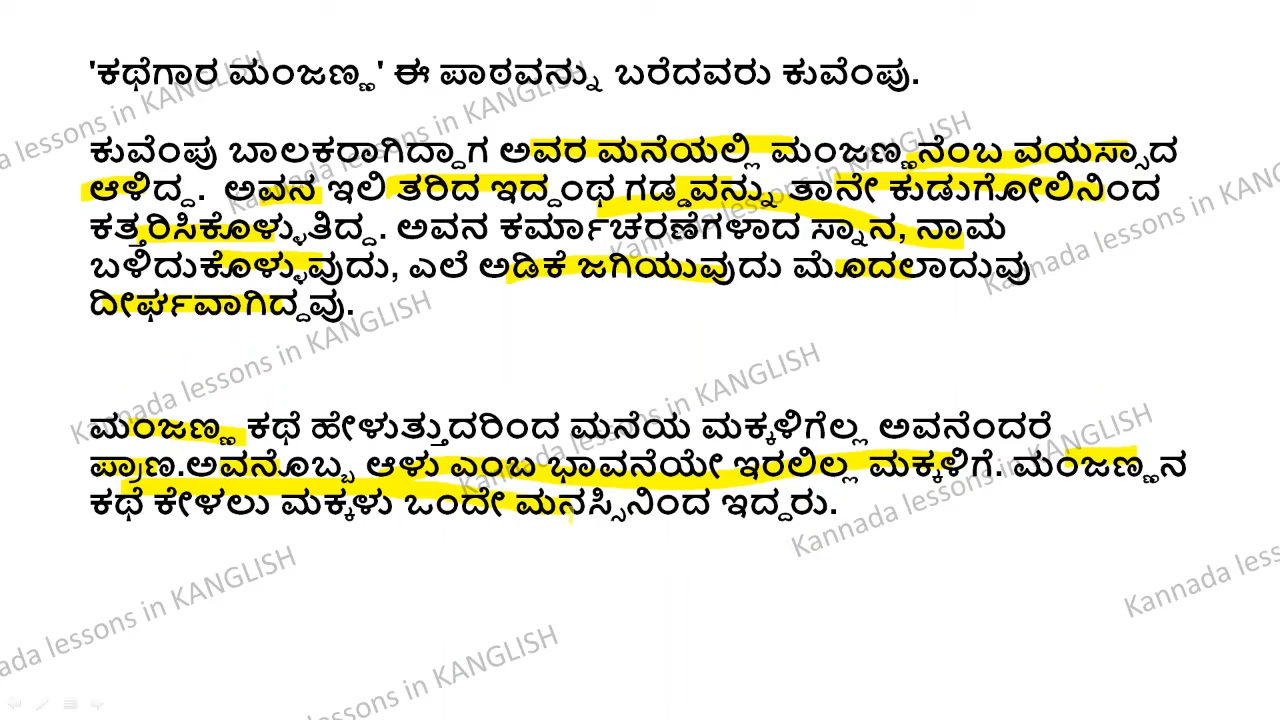 'ಕಥೆಗಾರ ಮಂಜಣ್ಣ' ಈ ಪಾಠವನ್ನು ಬರೆದವರು ಕುವೆಂಪು.
ಕುವೆಂಪು ಬಾಲಕರಾಗಿದ್ದಾಗ ಅವರ ಮನೆಯಲ್ಲಿ ಮಂಜಣ್ಣನೆಂಬ ವಯಸ್ಸಾದ
ಆಳಿದ್ದ. ಅವನ ಇಲಿ ತರಿದ ಇದ್ದಂಥ ಗಡ್ಡವನ್ನು ತಾನೇ ಕುಡುಗೋಲಿನಿಂದ
ಕತ್ತರಿಸಿಕೊಳ್ಳುತಿದ್ದ. ಅವನ ಕರ್ಮಾಚರಣೆಗಳಾದ ಸ್ನಾನ, ನಾಮ
ಬಳಿದುಕೊಳ್ಳುವುದು, ಎಲೆ ಅಡಿಕೆ ಜಗಿಯುವುದು ಮೊದಲಾದುವು
ದೀರ್ಘವಾಗಿದ್ದವು.
ಮಂಜಣ್ಣ ಕಥೆ ಹೇಳುತ್ತುದರಿಂದ ಮನೆಯ ಮಕ್ಕಳಿಗೆಲ್ಲ ಅವನೆಂದರೆ
ಪ್ರಾಣ.ಅವನೊಬ್ಬ ಆಳು ಎಂಬ ಭಾವನೆಯೇ ಇರಲಿಲ್ಲ ಮಕ್ಕಳಿಗೆ. ಮಂಜಣ್ಣನ
ಕಥೆ ಕೇಳಲು ಮಕ್ಕಳು ಒಂದೇ ಮನಸ್ಸಿನಿಂದ ಇದ್ದರು.
Kannada lessons in KANGLISH